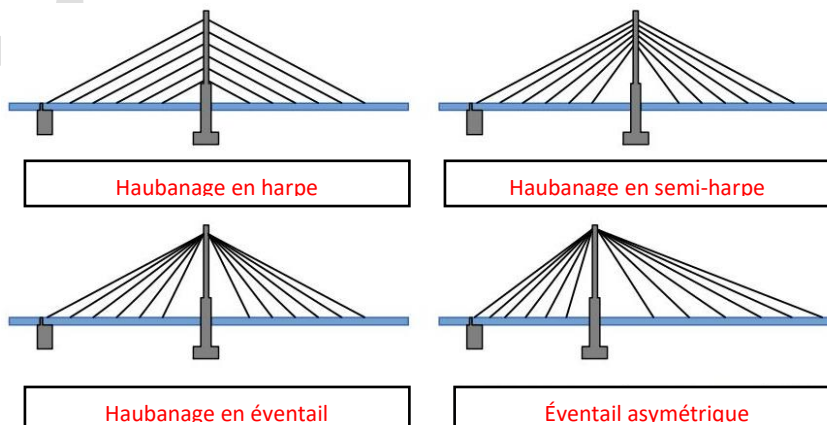 Haubanage en harpe
Haubanage en semi-harpe
Haubanage en éventail
Éventail asymétrique